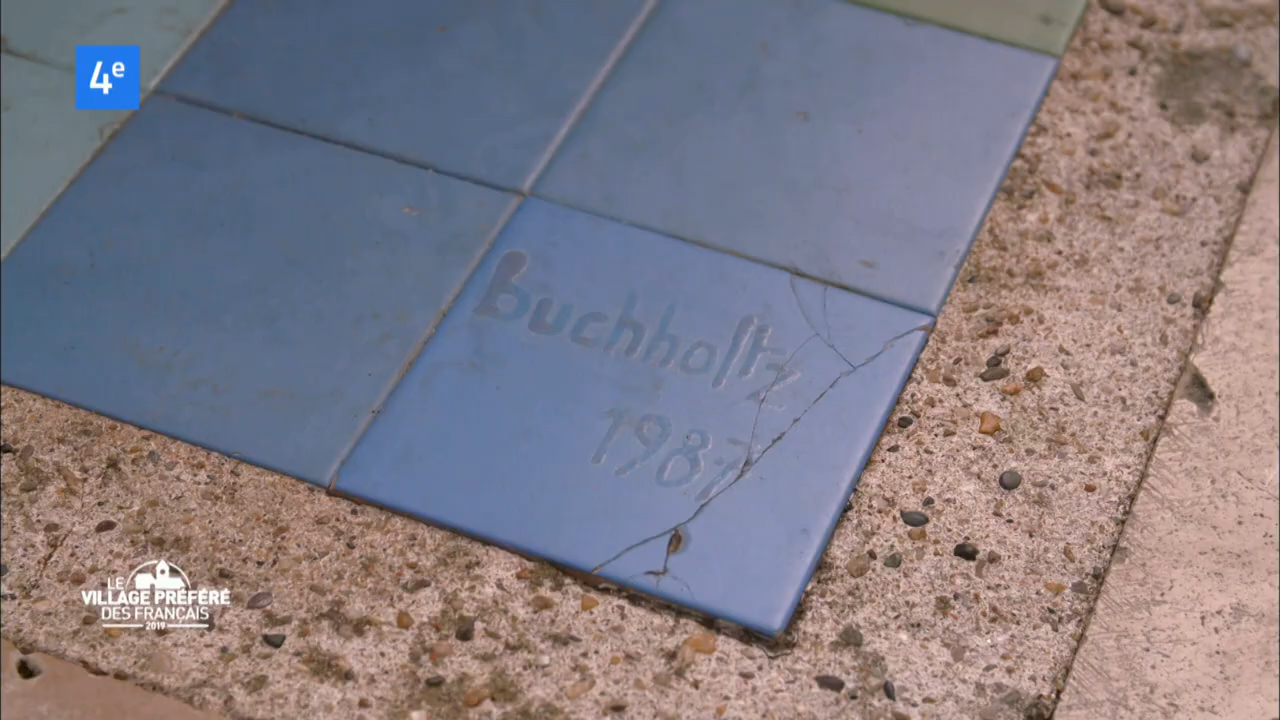 4e
Buchholtz
1987
LE
VILLAGE PRÉFÉRÉ
DES FRANÇAIS
2019